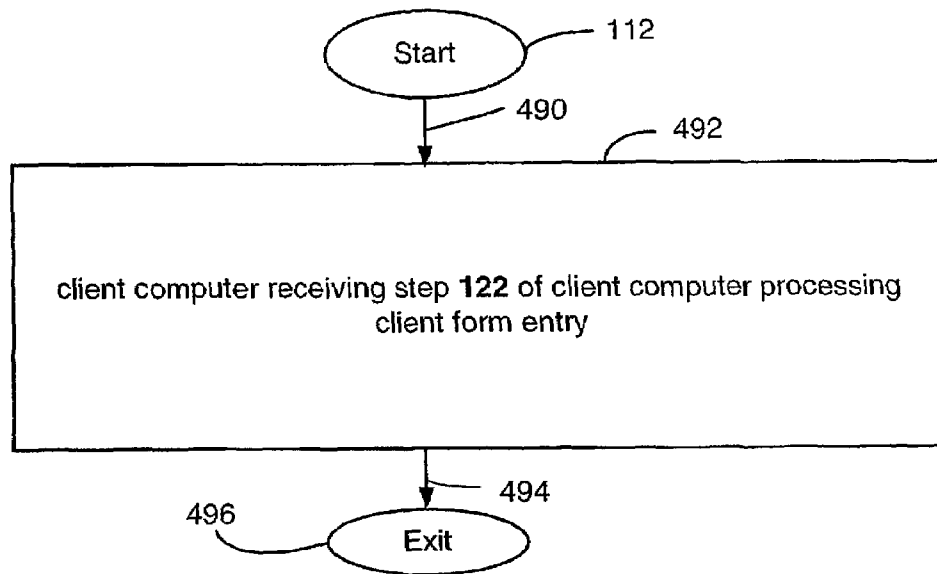 Start
112
490
492
client computer receiving step 122 of client computer processing
client form entry
494
496
Exit